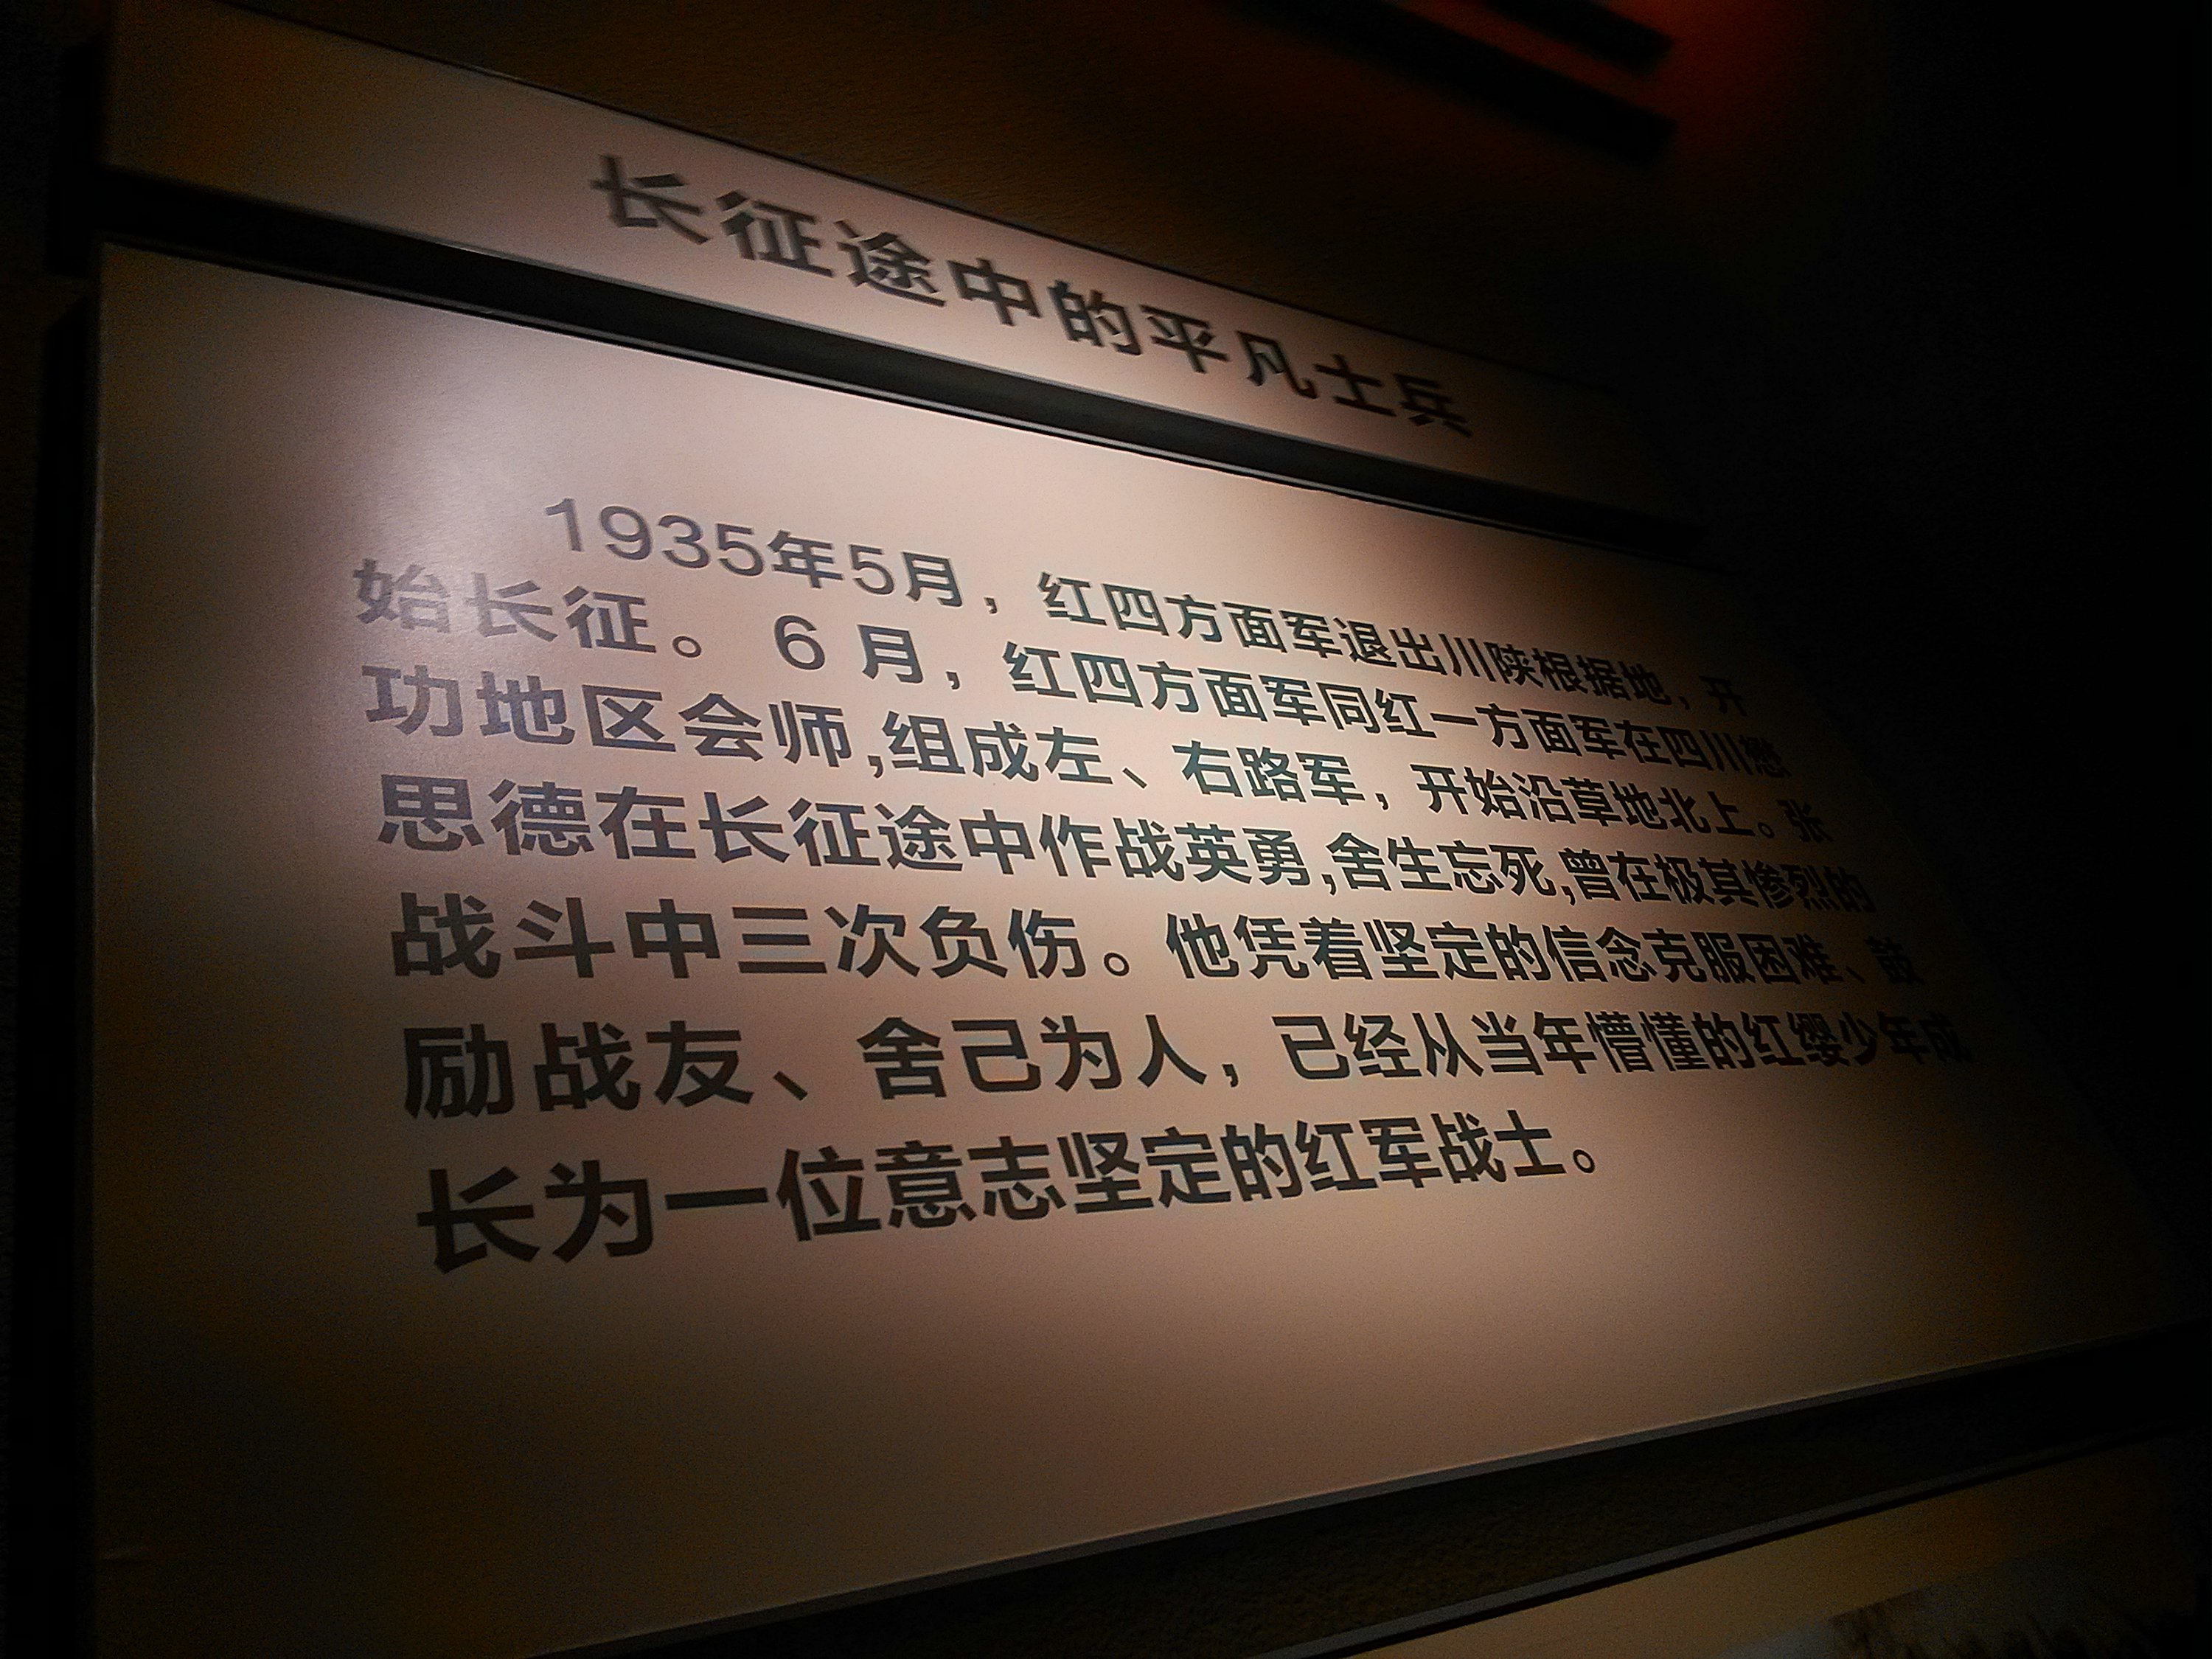 长征途中的平凡士兵
1935年5月，红四方面军退出川陕根据地，开
始长征。6月，红四方面军同红一方面军在四川懋
功地区会师,组成左、右路军，开始沿草地北上。张
思德在长征途中作战英勇,舍生忘死,曾在极其惨烈的
战斗中三次负伤。他凭着坚定的信念克服困难、鼓
励战友、舍己为人，已经从当年懵懂的红缨少年成
长为一位意志坚定的红军战士。